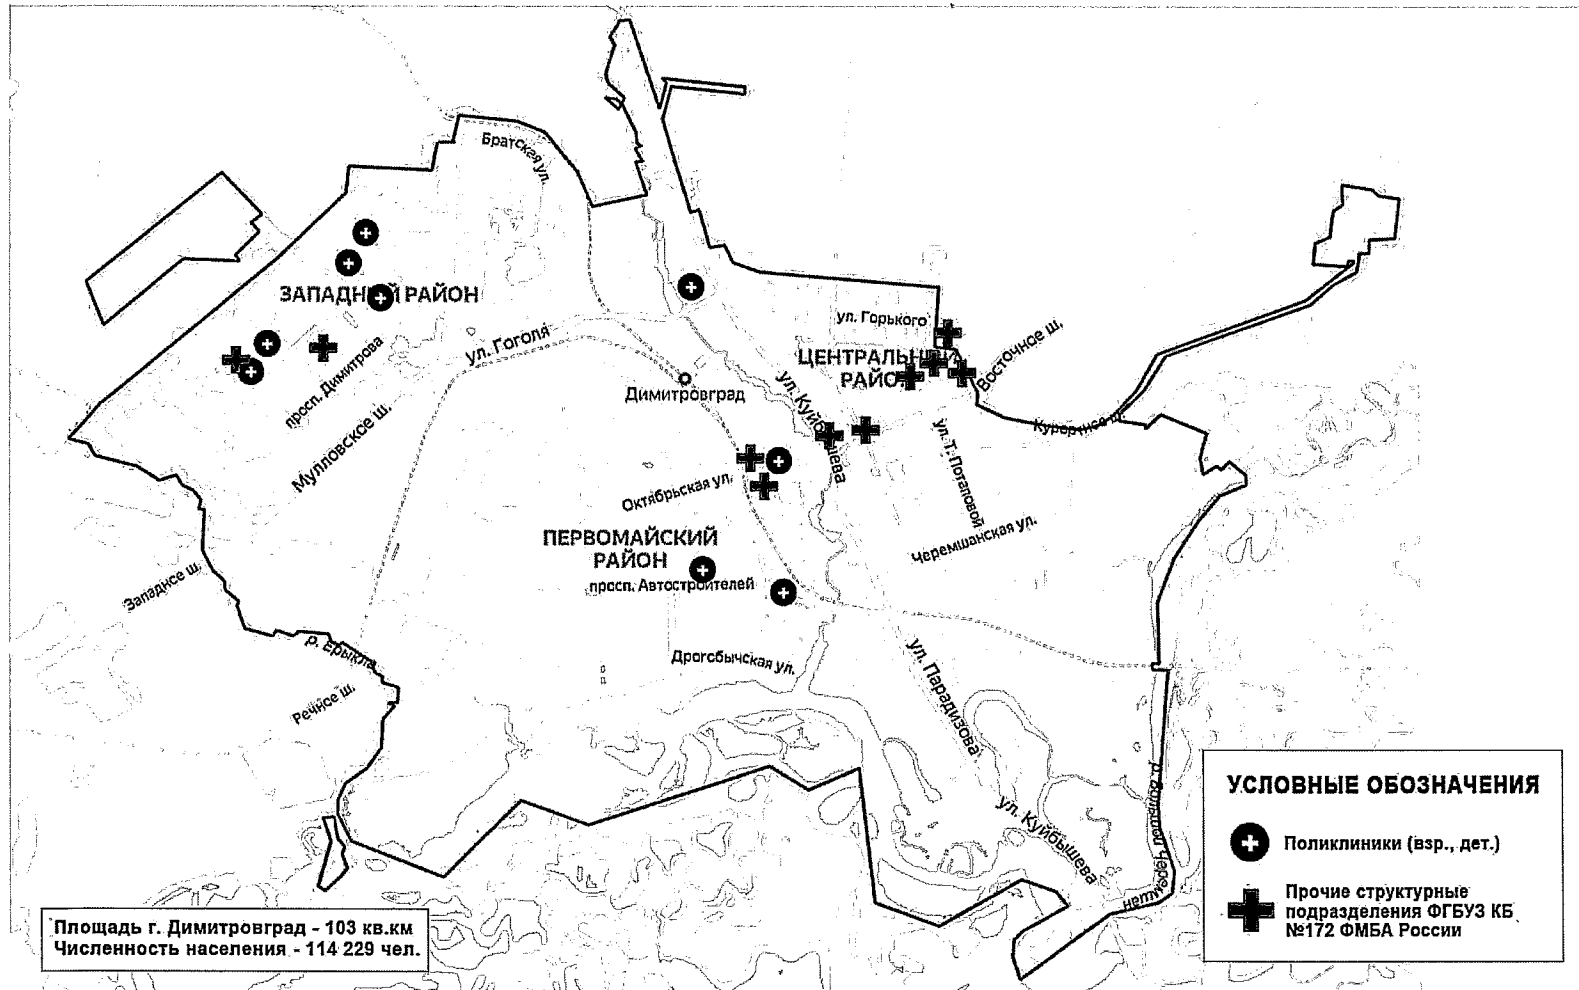 Братская ул.
ЗАПАДНЫЙ РАЙОН
ул. Гоголя
просп. Димитрова
Мулловское ш.
ул. Горького
ЦЕНТРАЛЬНЫЙ
РАЙОН
Восточное ш.
Димитровград
ул. Куйбышева
Курортное ш.
ул. Т. Потаповой
Октябрьская ул.
Черемшанская ул.
ПЕРВОМАЙСКИЙ
РАЙОН
просп. Автостроителей
Западное ш.
р. Ерыкла
Дрогобычская ул.
Речное ш.
ул. Парадизова
ул. Куйбышева
р. Большой Черемшан
УСЛОВНЫЕ ОБОЗНАЧЕНИЯ
Поликлиники (взр., дет.)
Прочие структурные
подразделения ФГБУЗ КБ
№172 ФМБА России
Площадь г. Димитровград - 103 кв.км
Численность населения - 114 229 чел.